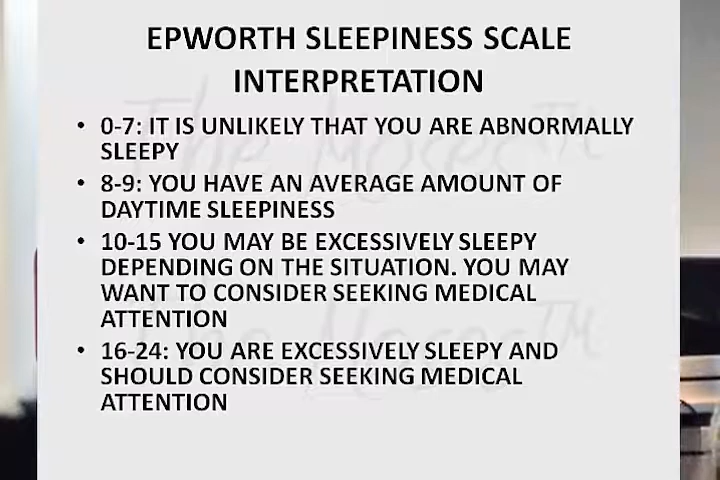 EPWORTH SLEEPINESS SCALE
INTERPRETATION
• 0-7: IT IS UNLIKELY THAT YOU ARE ABNORMALLY
SLEEPY
• 8-9: YOU HAVE AN AVERAGE AMOUNT OF
DAYTIME SLEEPINESS
• 10-15 YOU MAY BE EXCESSIVELY SLEEPY
DEPENDING ON THE SITUATION. YOU MAY
WANT TO CONSIDER SEEKING MEDICAL
ATTENTION
• 16-24: YOU ARE EXCESSIVELY SLEEPY AND
SHOULD CONSIDER SEEKING MEDICAL
ATTENTION